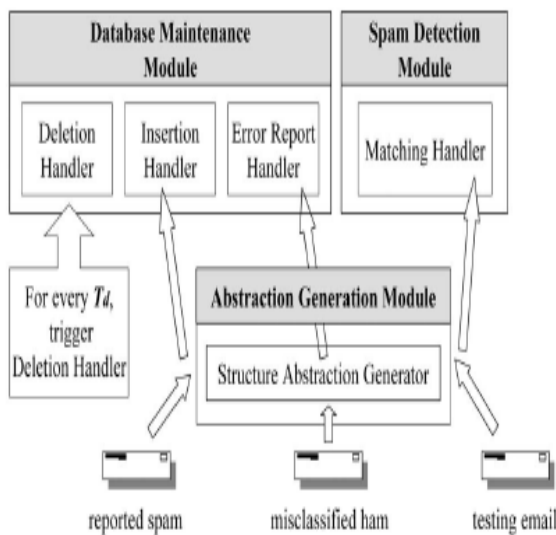 Database Maintenance
Module
Spam Detection
Module
Deletion
Handler
Insertion
Handler
Error Report
Handler
Matching Handler
For every Td,
trigger
Deletion Handler
Abstraction Generation Module
Structure Abstraction Generator
reported spam
misclassified ham
testing email